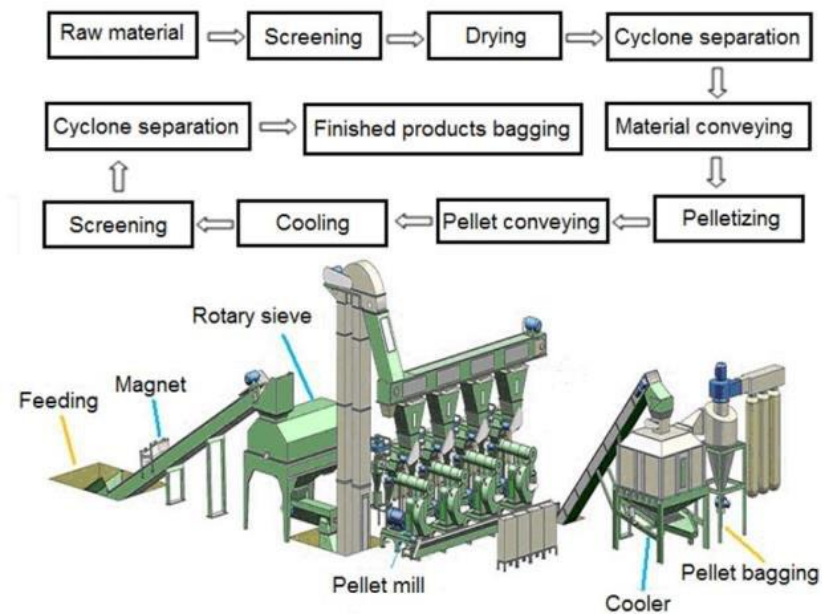 Raw material
Screening
Drying
Cyclone separation
Material conveying
Pelletizing
Pellet conveying
Cooling
Screening
Cyclone separation
Finished products bagging
Rotary sieve
Magnet
Feeding
Pellet mill
Cooler
Pellet bagging